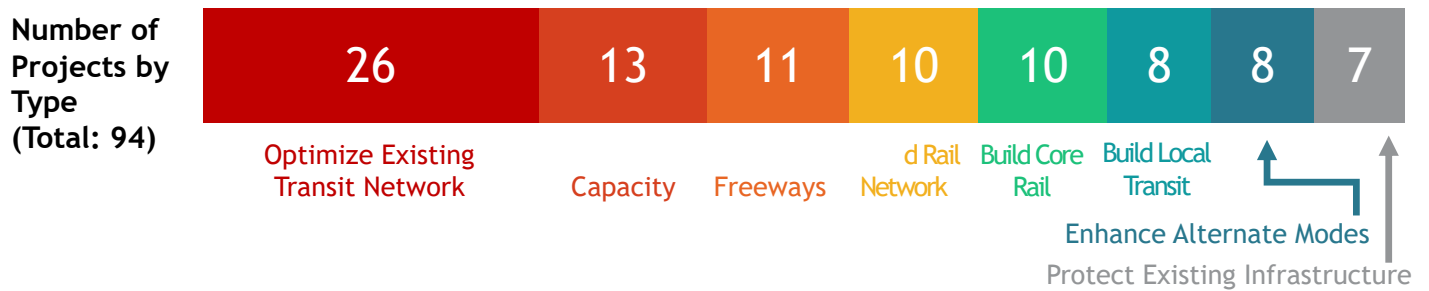 Number of
Projects by
Type
(Total: 94)
26 13 11 10 10 8 8 7
Optimize Existing
Transit Network
Capacity
Freeways
d Rail
Network
Build Core
Rail
Build Local
Transit
Enhance Alternate Modes
Protect Existing Infrastructure